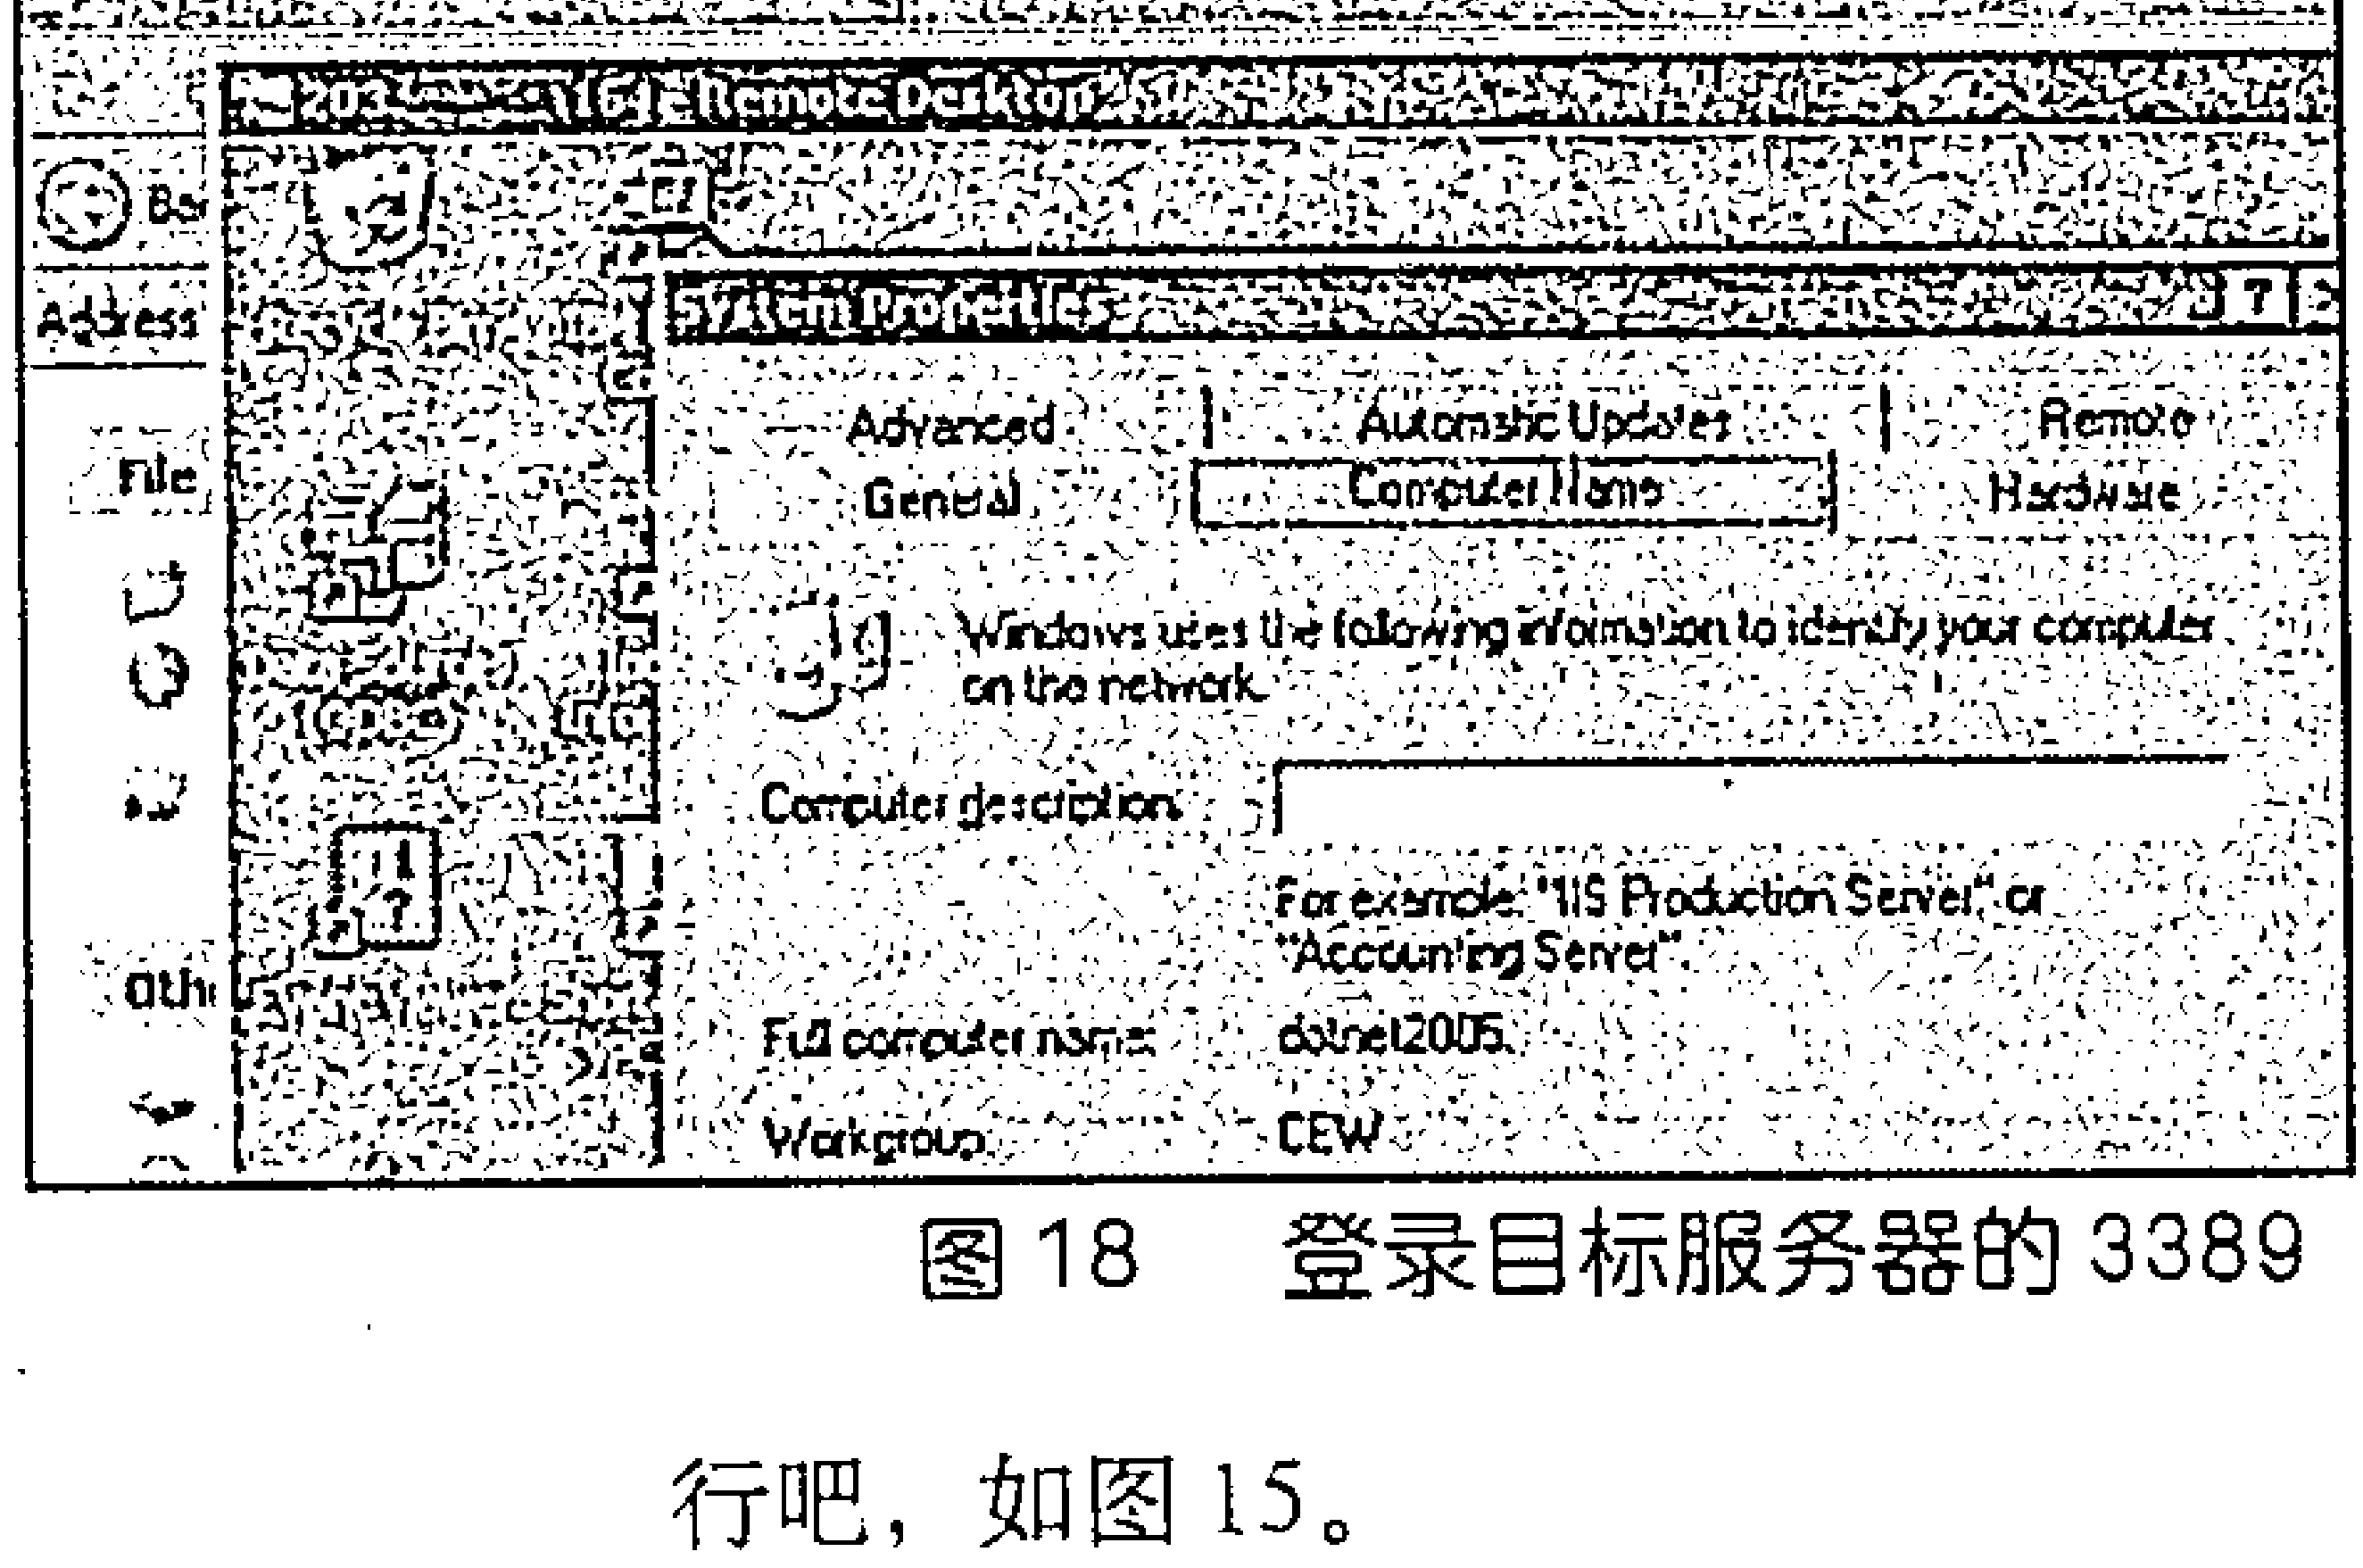 Remote Desktop
Address
System Properties
Advanced Automatic Updates Remote
File
General Computer Name Hardware
Windows uses the following information to identify your computer
on the network.
Computer description:
For example: "IIS Production Server" or
"Accounting Server".
Othe
Full computer name: dotnet2005.
Workgroup: CEW
图 18 登录目标服务器的 3389
行吧，如图 15。